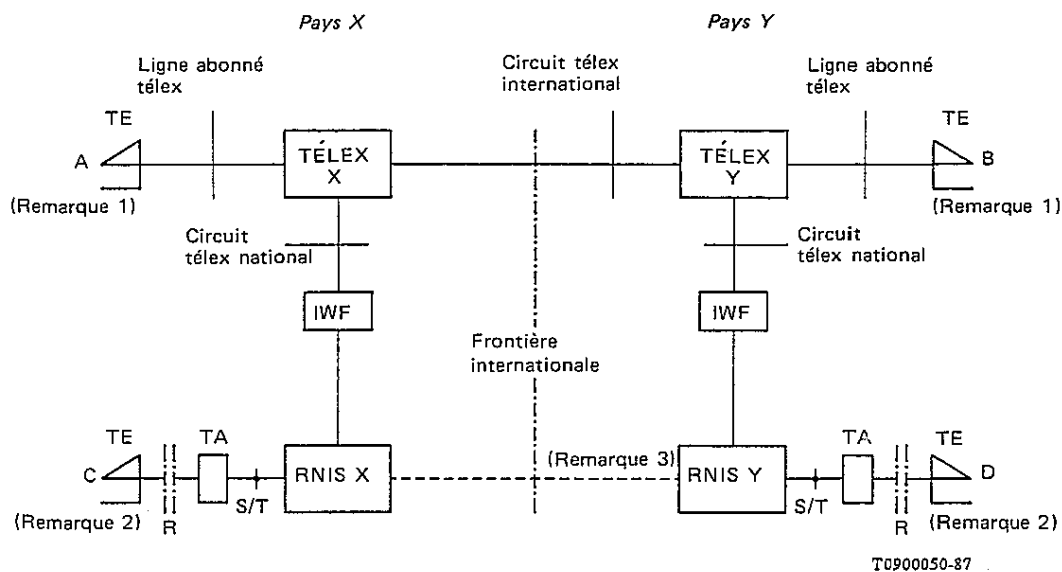 Pays X
Pays Y
Ligne abonné
télex
Circuit télex
international
Ligne abonné
télex
TE
TE
A
TÉLEX
X
TÉLEX
Y
B
(Remarque 1)
(Remarque 1)
Circuit
télex national
Circuit
télex national
IWF
IWF
Frontière
internationale
TE
TA
(Remarque 3)
TA
TE
C
RNIS X
RNIS Y
D
S/T
S/T
(Remarque 2)
R
R
(Remarque 2)
T0900050-87